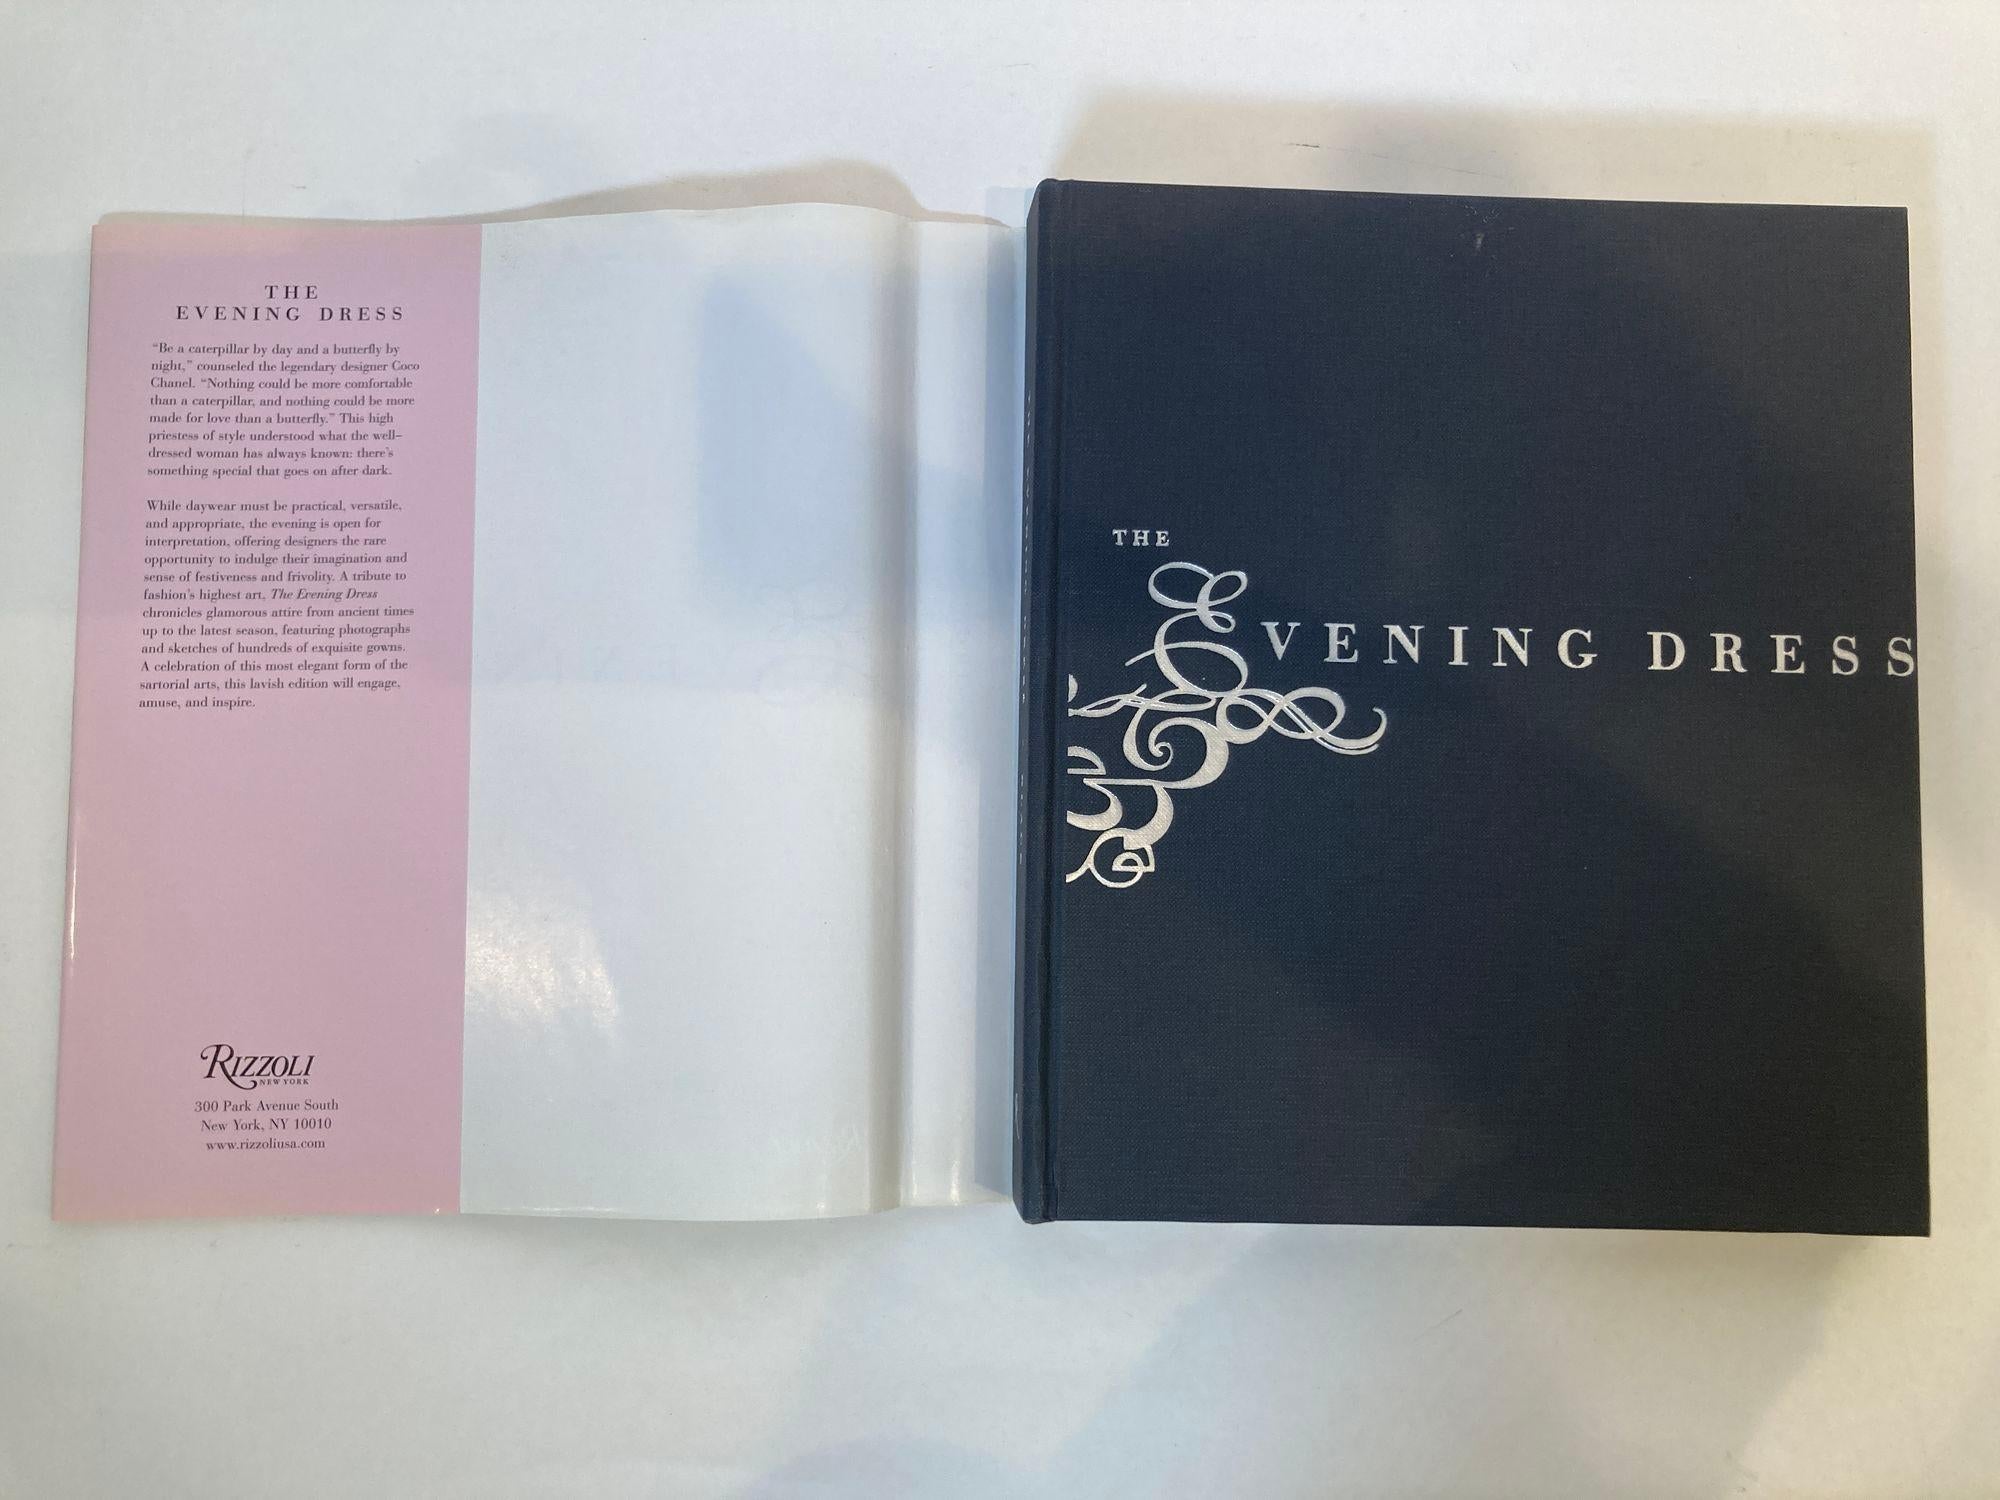 THE
EVENING DRESS
“Be a caterpillar by day and a butterfly by
night,” counseled the legendary designer Coco
Chanel. “Nothing could be more comfortable
than a caterpillar, and nothing could be more
made for love than a butterfly.” This high
priestess of style understood what the well–
dressed woman has always known: there’s
something special that goes on after dark.
While daywear must be practical, versatile,
and appropriate, the evening is open for
interpretation, offering designers the rare
opportunity to indulge their imagination and
sense of festiveness and frivolity. A tribute to
fashion’s highest art, The Evening Dress
chronicles glamorous attire from ancient times
up to the latest season, featuring photographs
and sketches of hundreds of exquisite gowns.
A celebration of this most elegant form of the
sartorial arts, this lavish edition will engage,
amuse, and inspire.
RIZZOLI
NEW YORK
300 Park Avenue South
New York, NY 10010
www.rizzoliusa.com
THE
EVENING DRESS